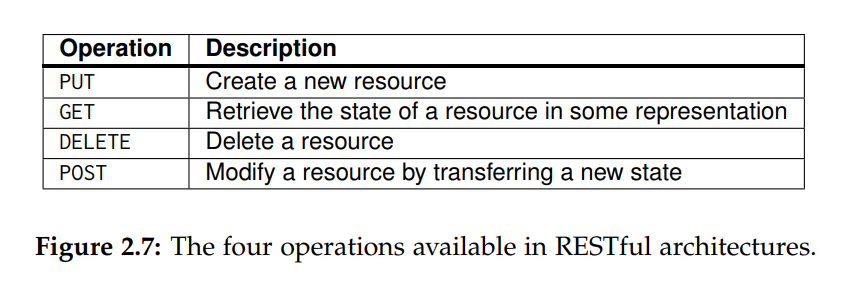 Operation Description
PUT Create a new resource
GET Retrieve the state of a resource in some representation
DELETE Delete a resource
POST Modify a resource by transferring a new state
Figure 2.7: The four operations available in RESTful architectures.